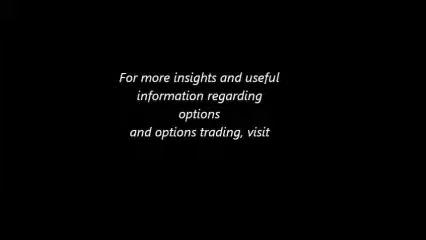 For more insights and useful
information regarding
options
and options trading, visit